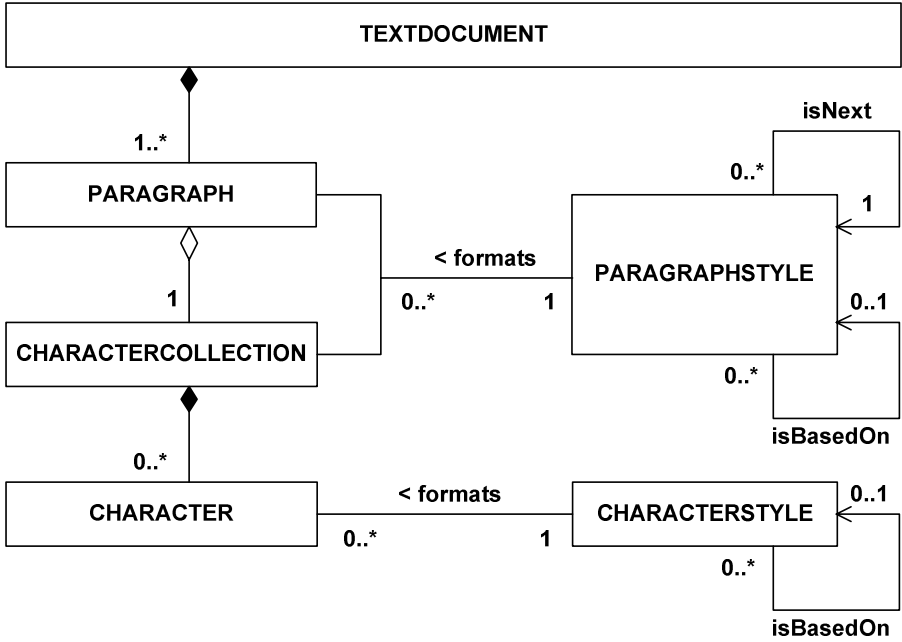 TEXTDOCUMENT
1..*
isNext
0..*
PARAGRAPH
1
< formats
PARAGRAPHSTYLE
0..*
1
1
0..1
CHARACTERCOLLECTION
0..*
isBasedOn
0..*
< formats
0..1
CHARACTER
CHARACTERSTYLE
0..*
1
0..*
isBasedOn